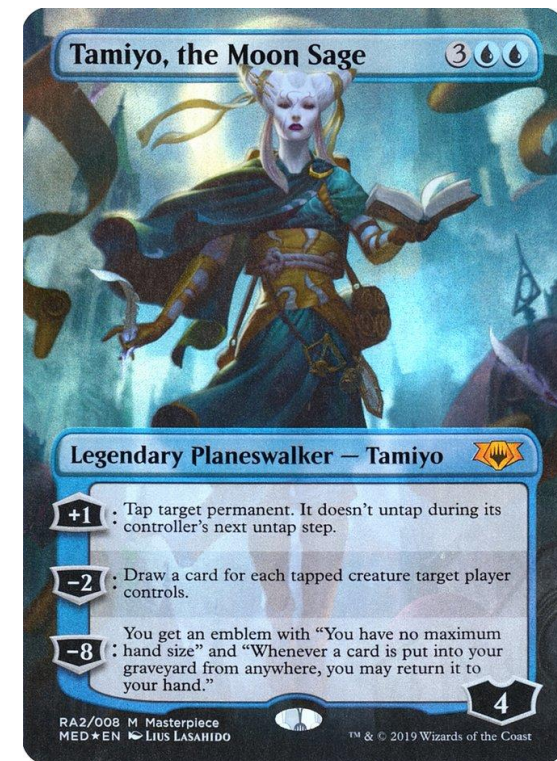 Tamiyo, the Moon Sage 3
Legendary Planeswalker — Tamiyo
+1 : Tap target permanent. It doesn't untap during its
controller's next untap step.
−2 : Draw a card for each tapped creature target player
controls.
−8 : You get an emblem with “You have no maximum
hand size” and “Whenever a card is put into your
graveyard from anywhere, you may return it to
your hand.”
4
RA2/008 M Masterpiece
MED★EN Lius Lasahido
™ & © 2019 Wizards of the Coast